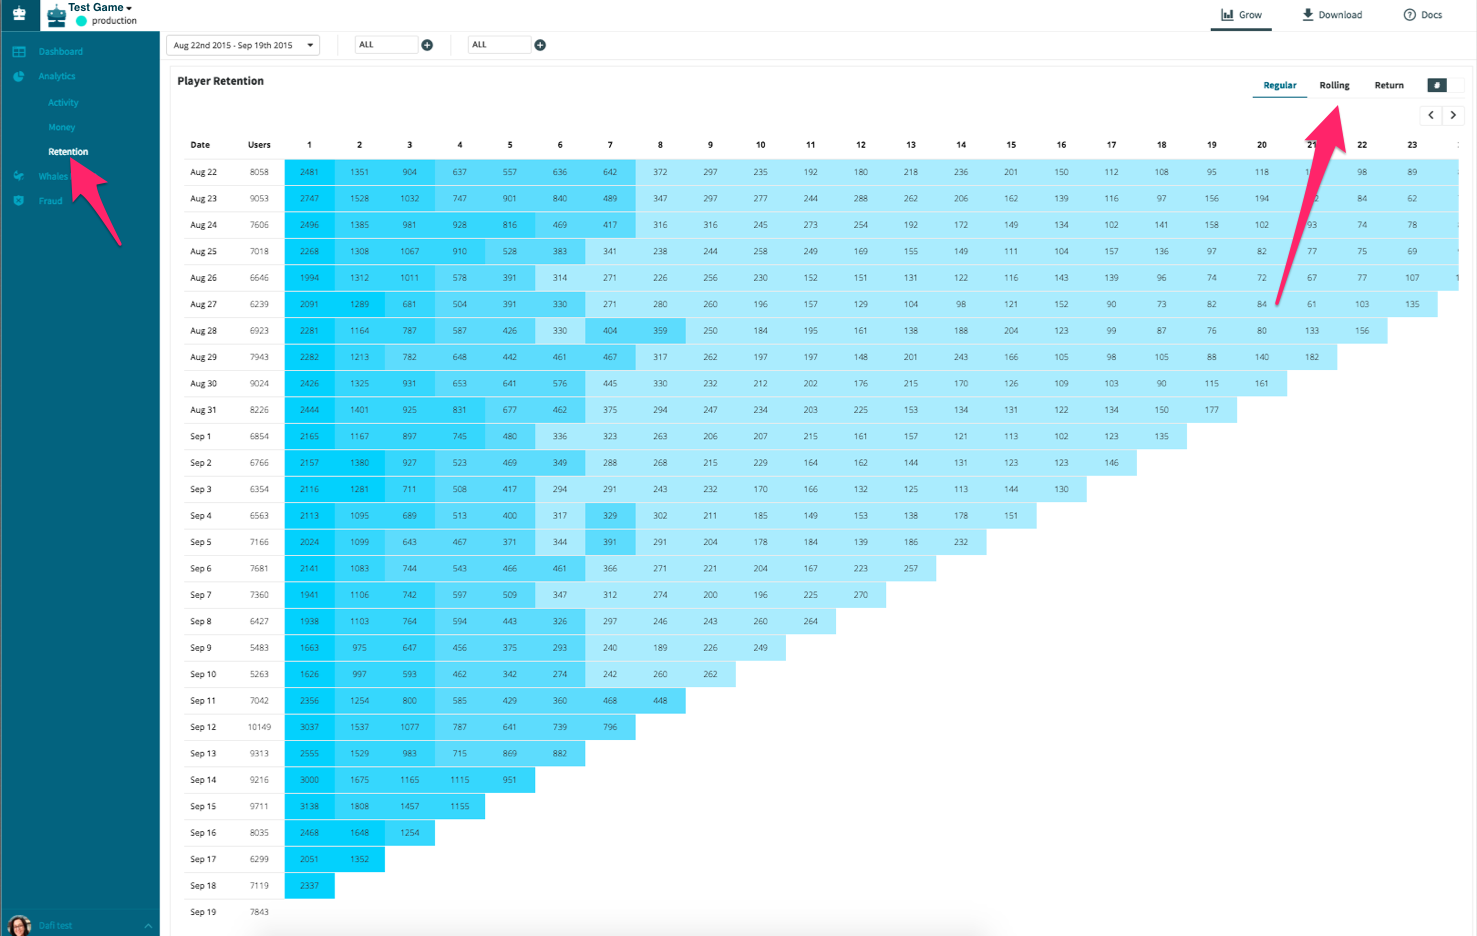 Test Game
production
Grow
Download
Docs
Dashboard
Analytics
Activity
Money
Retention
Whales
Fraud
Dafi test
Aug 22nd 2015 - Sep 19th 2015
ALL
ALL
Player Retention
Regular Rolling Return #
Date Users 1 2 3 4 5 6 7 8 9 10 11 12 13 14 15 16 17 18 19 20 21 22 23
Aug 22 8058 2481 1351 904 637 557 636 642 372 297 235 192 180 218 236 201 150 112 108 95 118 98 89
Aug 23 9053 2747 1528 1032 747 901 840 489 347 297 277 244 288 262 206 162 139 116 97 156 194 84 62
Aug 24 7606 2496 1385 981 928 816 469 417 316 316 245 273 254 192 172 149 134 102 141 158 102 93 74 78
Aug 25 7018 2268 1308 1067 910 528 383 341 238 244 258 249 169 155 149 111 104 157 136 97 82 77 75 69
Aug 26 6646 1994 1312 1011 578 391 314 271 226 256 230 152 151 131 122 116 143 139 96 74 72 67 77 107
Aug 27 6239 2091 1289 681 504 391 330 271 280 260 196 157 129 104 98 121 152 90 73 82 84 61 103 135
Aug 28 6923 2281 1164 787 587 426 330 404 359 250 184 195 161 138 188 204 123 99 87 76 80 133 156
Aug 29 7943 2282 1213 782 648 442 461 467 317 262 197 197 148 201 243 166 105 98 105 88 140 182
Aug 30 9024 2426 1325 931 653 641 576 445 330 232 212 202 176 215 170 126 109 103 90 115 161
Aug 31 8226 2444 1401 925 831 677 462 375 294 247 234 203 225 153 134 131 122 134 150 177
Sep 1 6854 2165 1167 897 745 480 336 323 263 206 207 215 161 157 121 113 102 123 135
Sep 2 6766 2157 1380 927 523 469 349 288 268 215 229 164 162 144 131 123 123 146
Sep 3 6354 2116 1281 711 508 417 294 291 243 232 170 166 132 125 113 144 130
Sep 4 6563 2113 1095 689 513 400 317 329 302 211 185 149 153 138 178 151
Sep 5 7166 2024 1099 643 467 371 344 391 291 204 178 184 139 186 232
Sep 6 7681 2141 1083 744 543 466 461 366 271 221 204 167 223 257
Sep 7 7360 1941 1106 742 597 509 347 312 274 200 196 225 270
Sep 8 6427 1938 1103 764 594 443 326 297 246 243 260 264
Sep 9 5483 1663 975 647 456 375 293 240 189 226 249
Sep 10 5263 1626 997 593 462 342 274 242 260 262
Sep 11 7042 2356 1254 800 585 429 360 468 448
Sep 12 10149 3037 1537 1077 787 641 739 796
Sep 13 9313 2555 1529 983 715 869 882
Sep 14 9216 3000 1675 1165 1115 951
Sep 15 9711 3138 1808 1457 1155
Sep 16 8035 2468 1648 1254
Sep 17 6299 2051 1352
Sep 18 7119 2337
Sep 19 7843